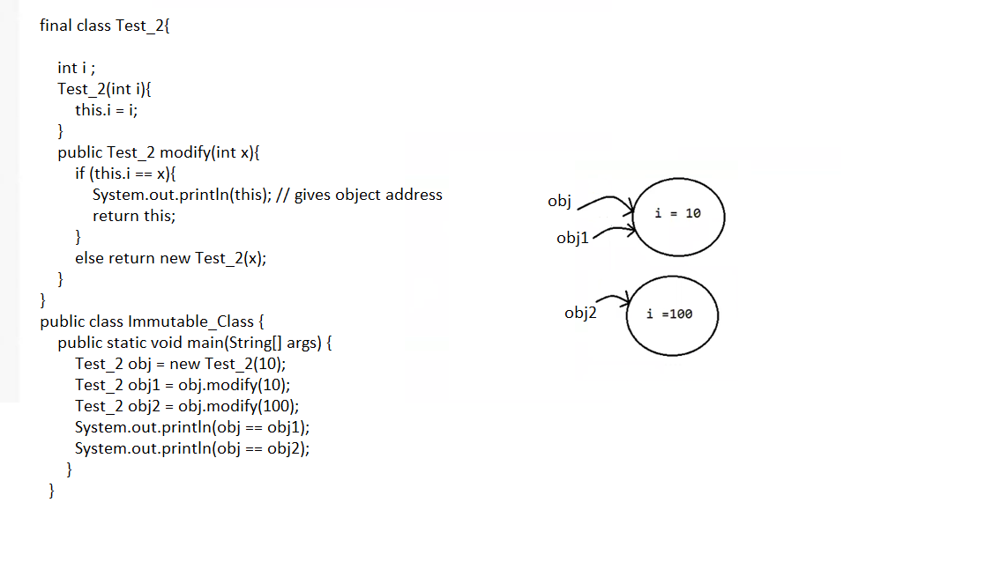 final class Test_2{
int i ;
Test_2(int i){
this.i = i;
}
public Test_2 modify(int x){
if (this.i == x){
System.out.println(this); // gives object address
return this;
}
else return new Test_2(x);
}
}
public class Immutable_Class {
public static void main(String[] args) {
Test_2 obj = new Test_2(10);
Test_2 obj1 = obj.modify(10);
Test_2 obj2 = obj.modify(100);
System.out.println(obj == obj1);
System.out.println(obj == obj2);
}
}
obj
i = 10
obj1
obj2
i =100